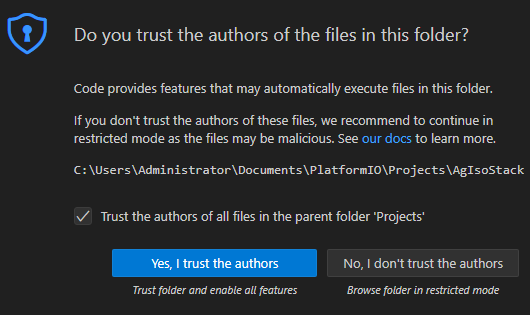 Do you trust the authors of the files in this folder?
Code provides features that may automatically execute files in this folder.
If you don't trust the authors of these files, we recommend to continue in
restricted mode as the files may be malicious. See our docs to learn more.
C:\Users\Administrator\Documents\PlatformIO\Projects\AgIsoStack
Trust the authors of all files in the parent folder 'Projects'
Yes, I trust the authors
No, I don't trust the authors
Trust folder and enable all features
Browse folder in restricted mode